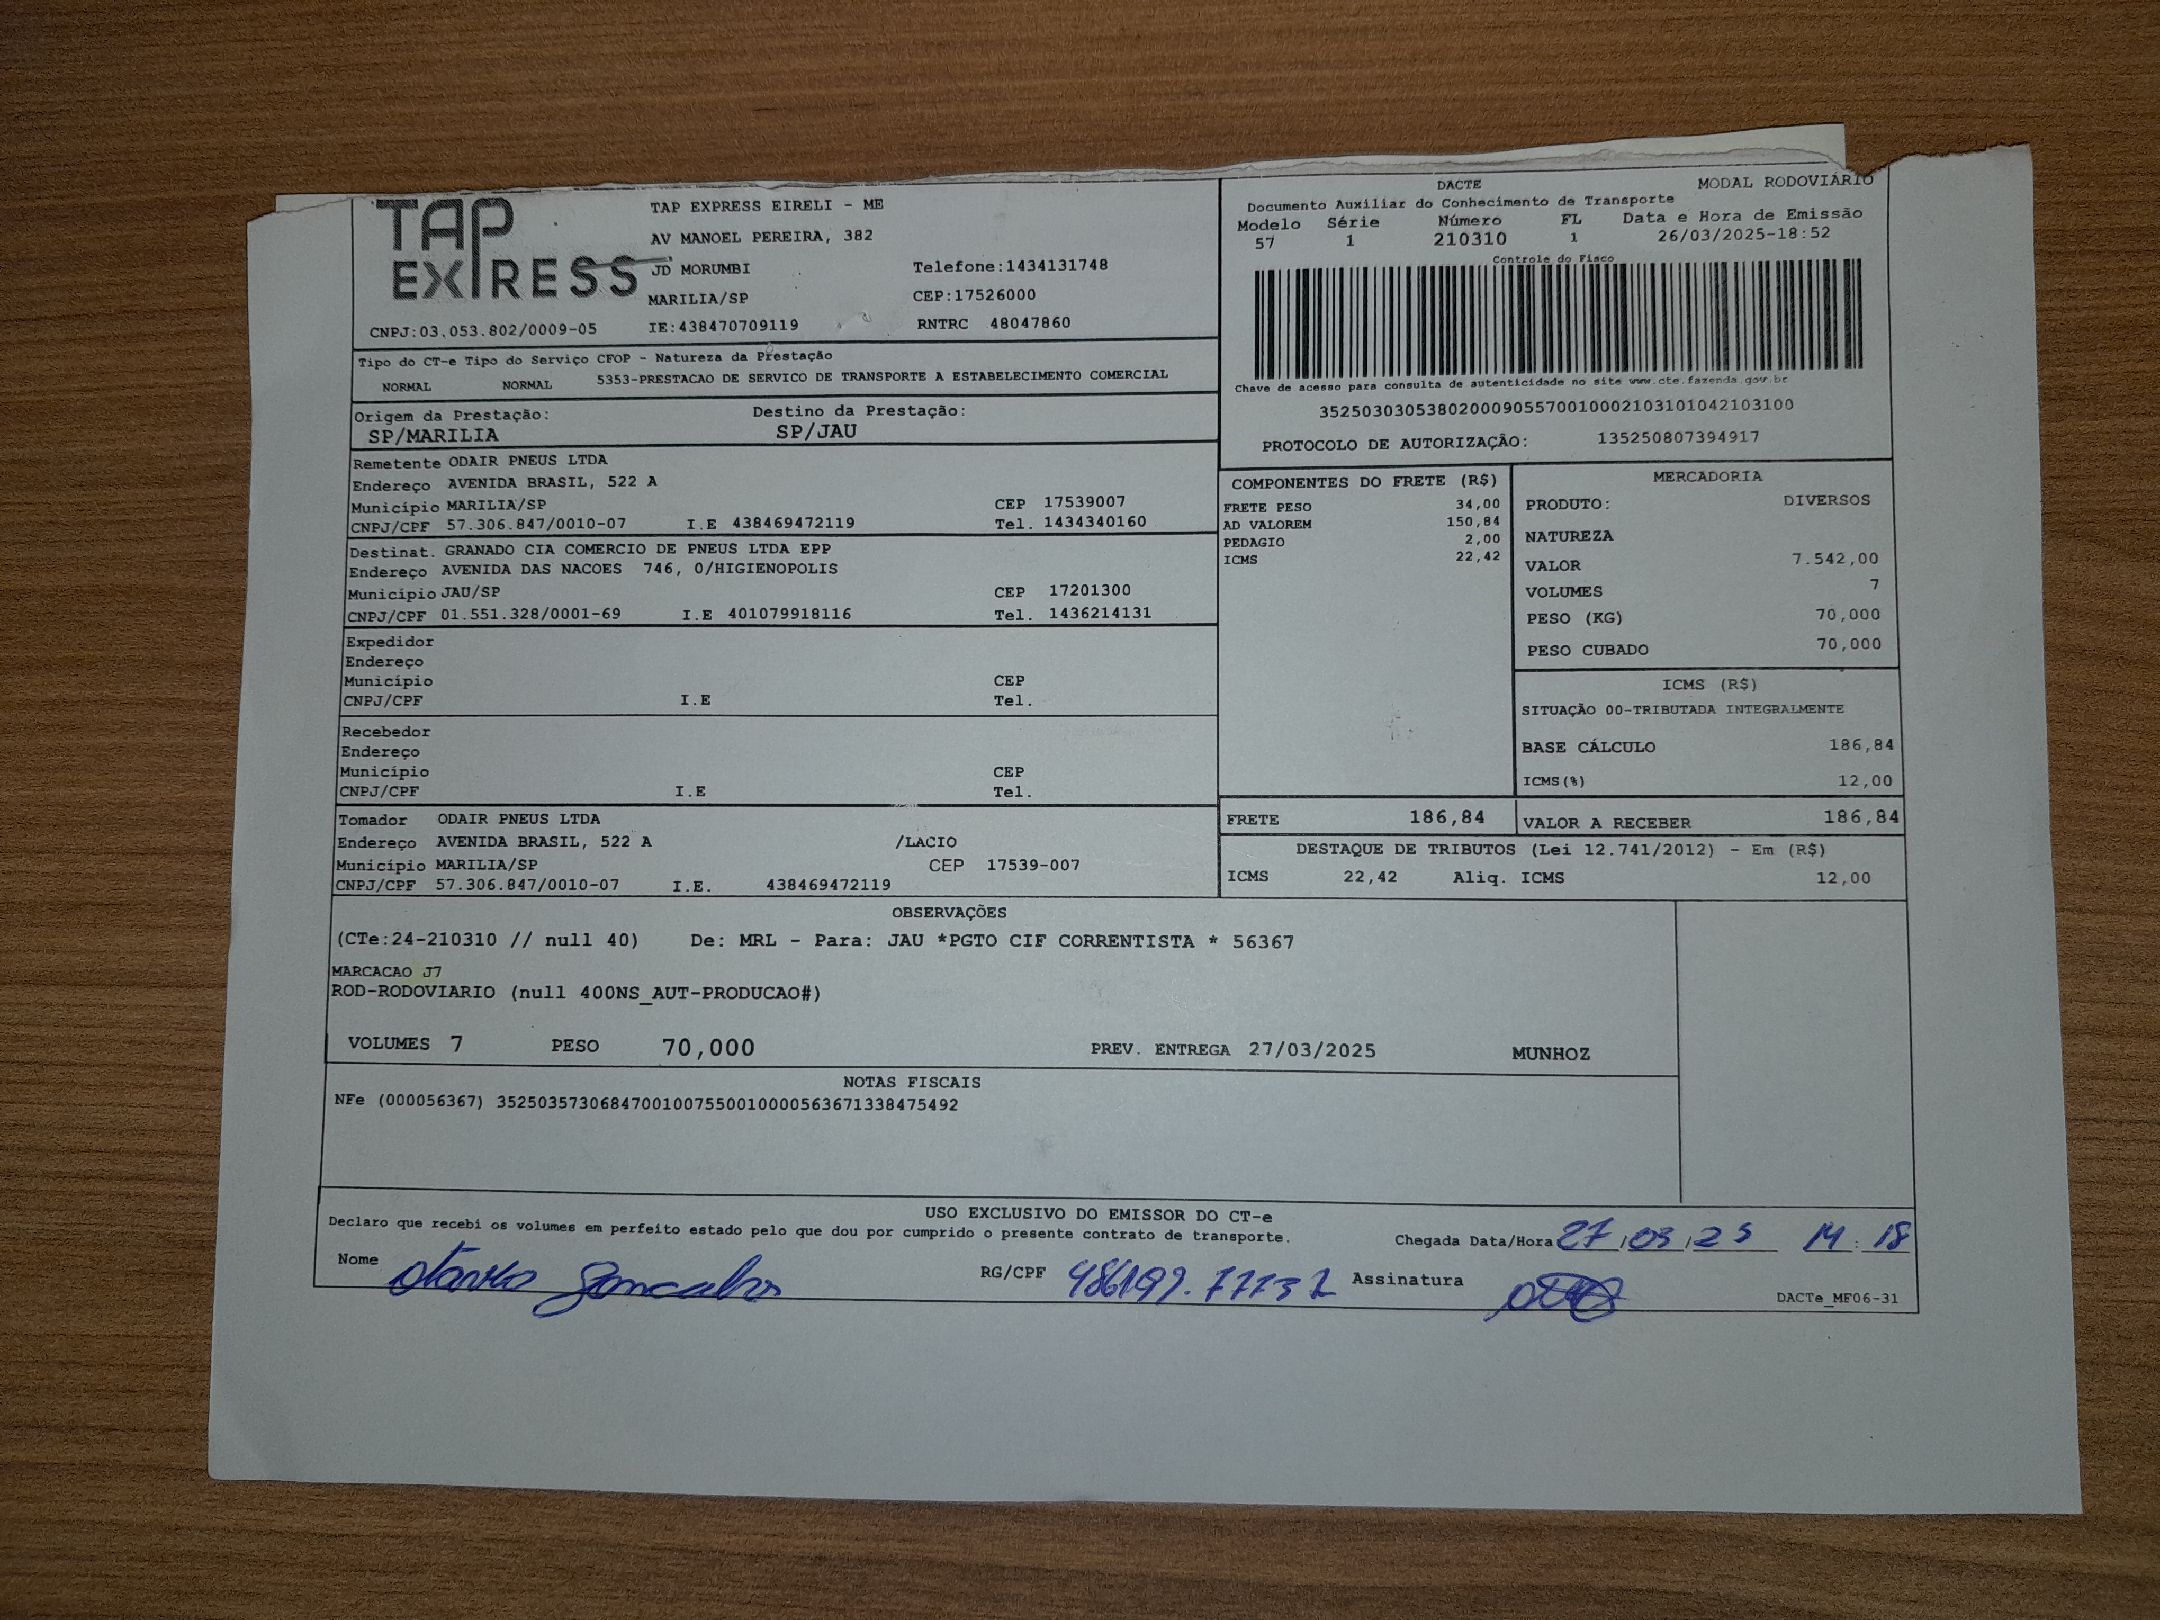 TAP
EXPRESS
TAP EXPRESS EIRELI - ME
AV MANOEL PEREIRA, 382
JD MORUMBI Telefone:1434131748
MARILIA/SP CEP:17526000
CNPJ:03.053.802/0009-05 IE:438470709119 RNTRC 48047860
DACTE MODAL RODOVIÁRIO
Documento Auxiliar do Conhecimento de Transporte
Modelo Série Número FL Data e Hora de Emissão
57 1 210310 1 26/03/2025-18:52
Controle do Fisco
Chave de acesso para consulta de autenticidade no site www.cte.fazenda.gov.br
35250303053802000905570010002103101042103100
PROTOCOLO DE AUTORIZAÇÃO: 135250807394917
Tipo do CT-e Tipo do Serviço CFOP - Natureza da Prestação
NORMAL NORMAL 5353-PRESTACAO DE SERVICO DE TRANSPORTE A ESTABELECIMENTO COMERCIAL
Origem da Prestação: Destino da Prestação:
SP/MARILIA SP/JAU
Remetente ODAIR PNEUS LTDA
Endereço AVENIDA BRASIL, 522 A
Município MARILIA/SP CEP 17539007
CNPJ/CPF 57.306.847/0010-07 I.E 438469472119 Tel. 1434340160
Destinat. GRANADO CIA COMERCIO DE PNEUS LTDA EPP
Endereço AVENIDA DAS NACOES 746, 0/HIGIENOPOLIS
Município JAU/SP CEP 17201300
CNPJ/CPF 01.551.328/0001-69 I.E 401079918116 Tel. 1436214131
Expedidor
Endereço
Município CEP
CNPJ/CPF I.E Tel.
Recebedor
Endereço
Município CEP
CNPJ/CPF I.E Tel.
Tomador ODAIR PNEUS LTDA
Endereço AVENIDA BRASIL, 522 A /LACIO
Município MARILIA/SP CEP 17539-007
CNPJ/CPF 57.306.847/0010-07 I.E. 438469472119
COMPONENTES DO FRETE (R$)
FRETE PESO 34,00
AD VALOREM 150,84
PEDAGIO 2,00
ICMS 22,42
MERCADORIA
PRODUTO: DIVERSOS
NATUREZA
VALOR 7.542,00
VOLUMES 7
PESO (KG) 70,000
PESO CUBADO 70,000
ICMS (R$)
SITUAÇÃO 00-TRIBUTADA INTEGRALMENTE
BASE CÁLCULO 186,84
ICMS(%) 12,00
FRETE 186,84 VALOR A RECEBER 186,84
DESTAQUE DE TRIBUTOS (Lei 12.741/2012) - Em (R$)
ICMS 22,42 Aliq. ICMS 12,00
OBSERVAÇÕES
(CTe:24-210310 // null 40) De: MRL - Para: JAU *PGTO CIF CORRENTISTA * 56367
MARCACAO J7
ROD-RODOVIARIO (null 400NS_AUT-PRODUCAO#)
VOLUMES 7 PESO 70,000 PREV. ENTREGA 27/03/2025 MUNHOZ
NOTAS FISCAIS
NFe (000056367) 35250357306847001007550010000563671338475492
USO EXCLUSIVO DO EMISSOR DO CT-e
Declaro que recebi os volumes em perfeito estado pelo que dou por cumprido o presente contrato de transporte.
Chegada Data/Hora 27/03/25 14:18
Nome Otavio Goncalves RG/CPF Assinatura
DACTe_MF06-31